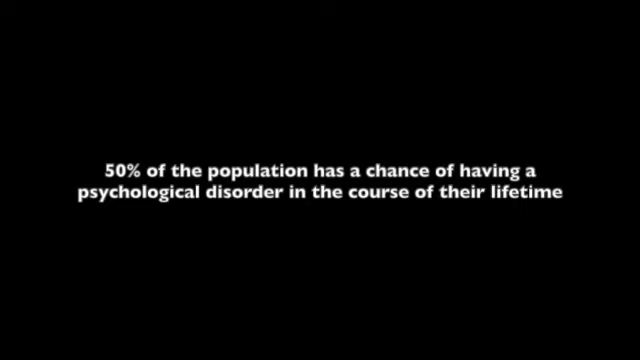 50% of the population has a chance of having a
psychological disorder in the course of their lifetime